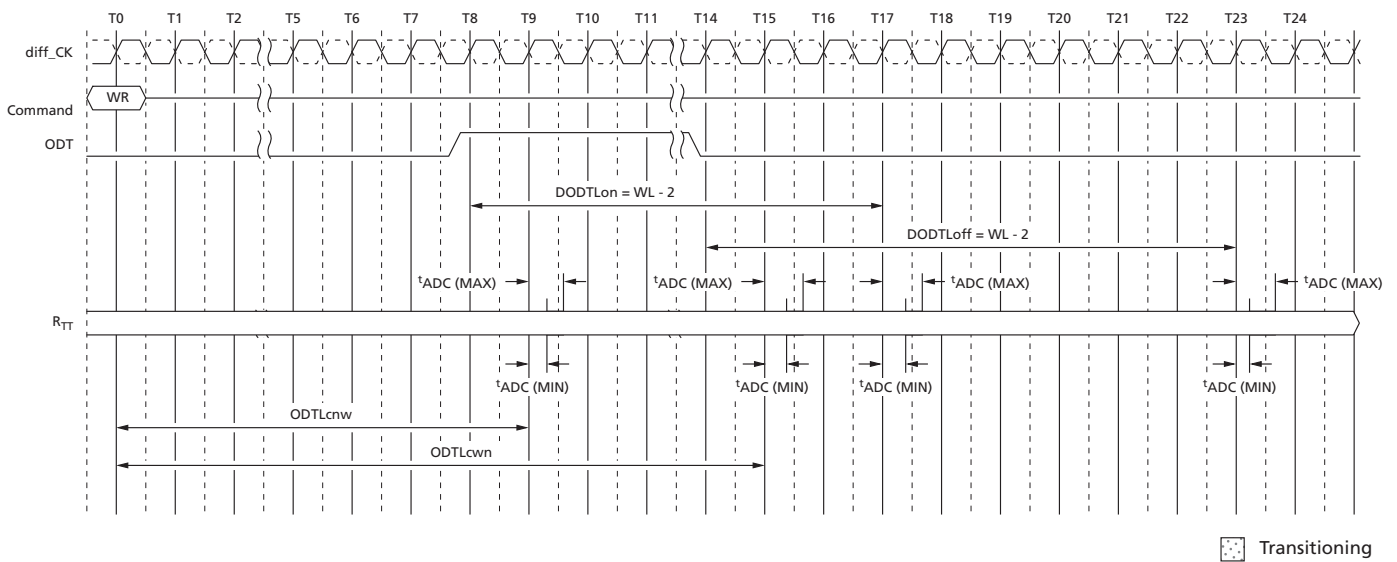 T0 T1 T2 T5 T6 T7 T8 T9 T10 T11 T14 T15 T16 T17 T18 T19 T20 T21 T22 T23 T24
diff_CK
WR
Command
ODT
DODTLon = WL - 2
DODTLoff = WL - 2
tADC (MAX) tADC (MAX) tADC (MAX) tADC (MAX)
RTT
tADC (MIN) tADC (MIN) tADC (MIN) tADC (MIN)
ODTLcnw
ODTLcwn
Transitioning